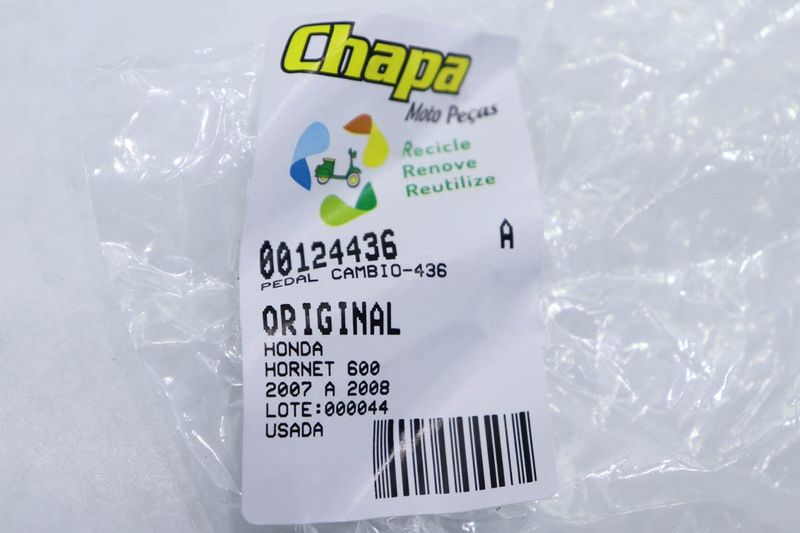 Chapa
Moto Peças
Recicle
Renove
Reutilize
00124436 A
PEDAL CAMBIO-436
ORIGINAL
HONDA
HORNET 600
2007 A 2008
LOTE:000044
USADA